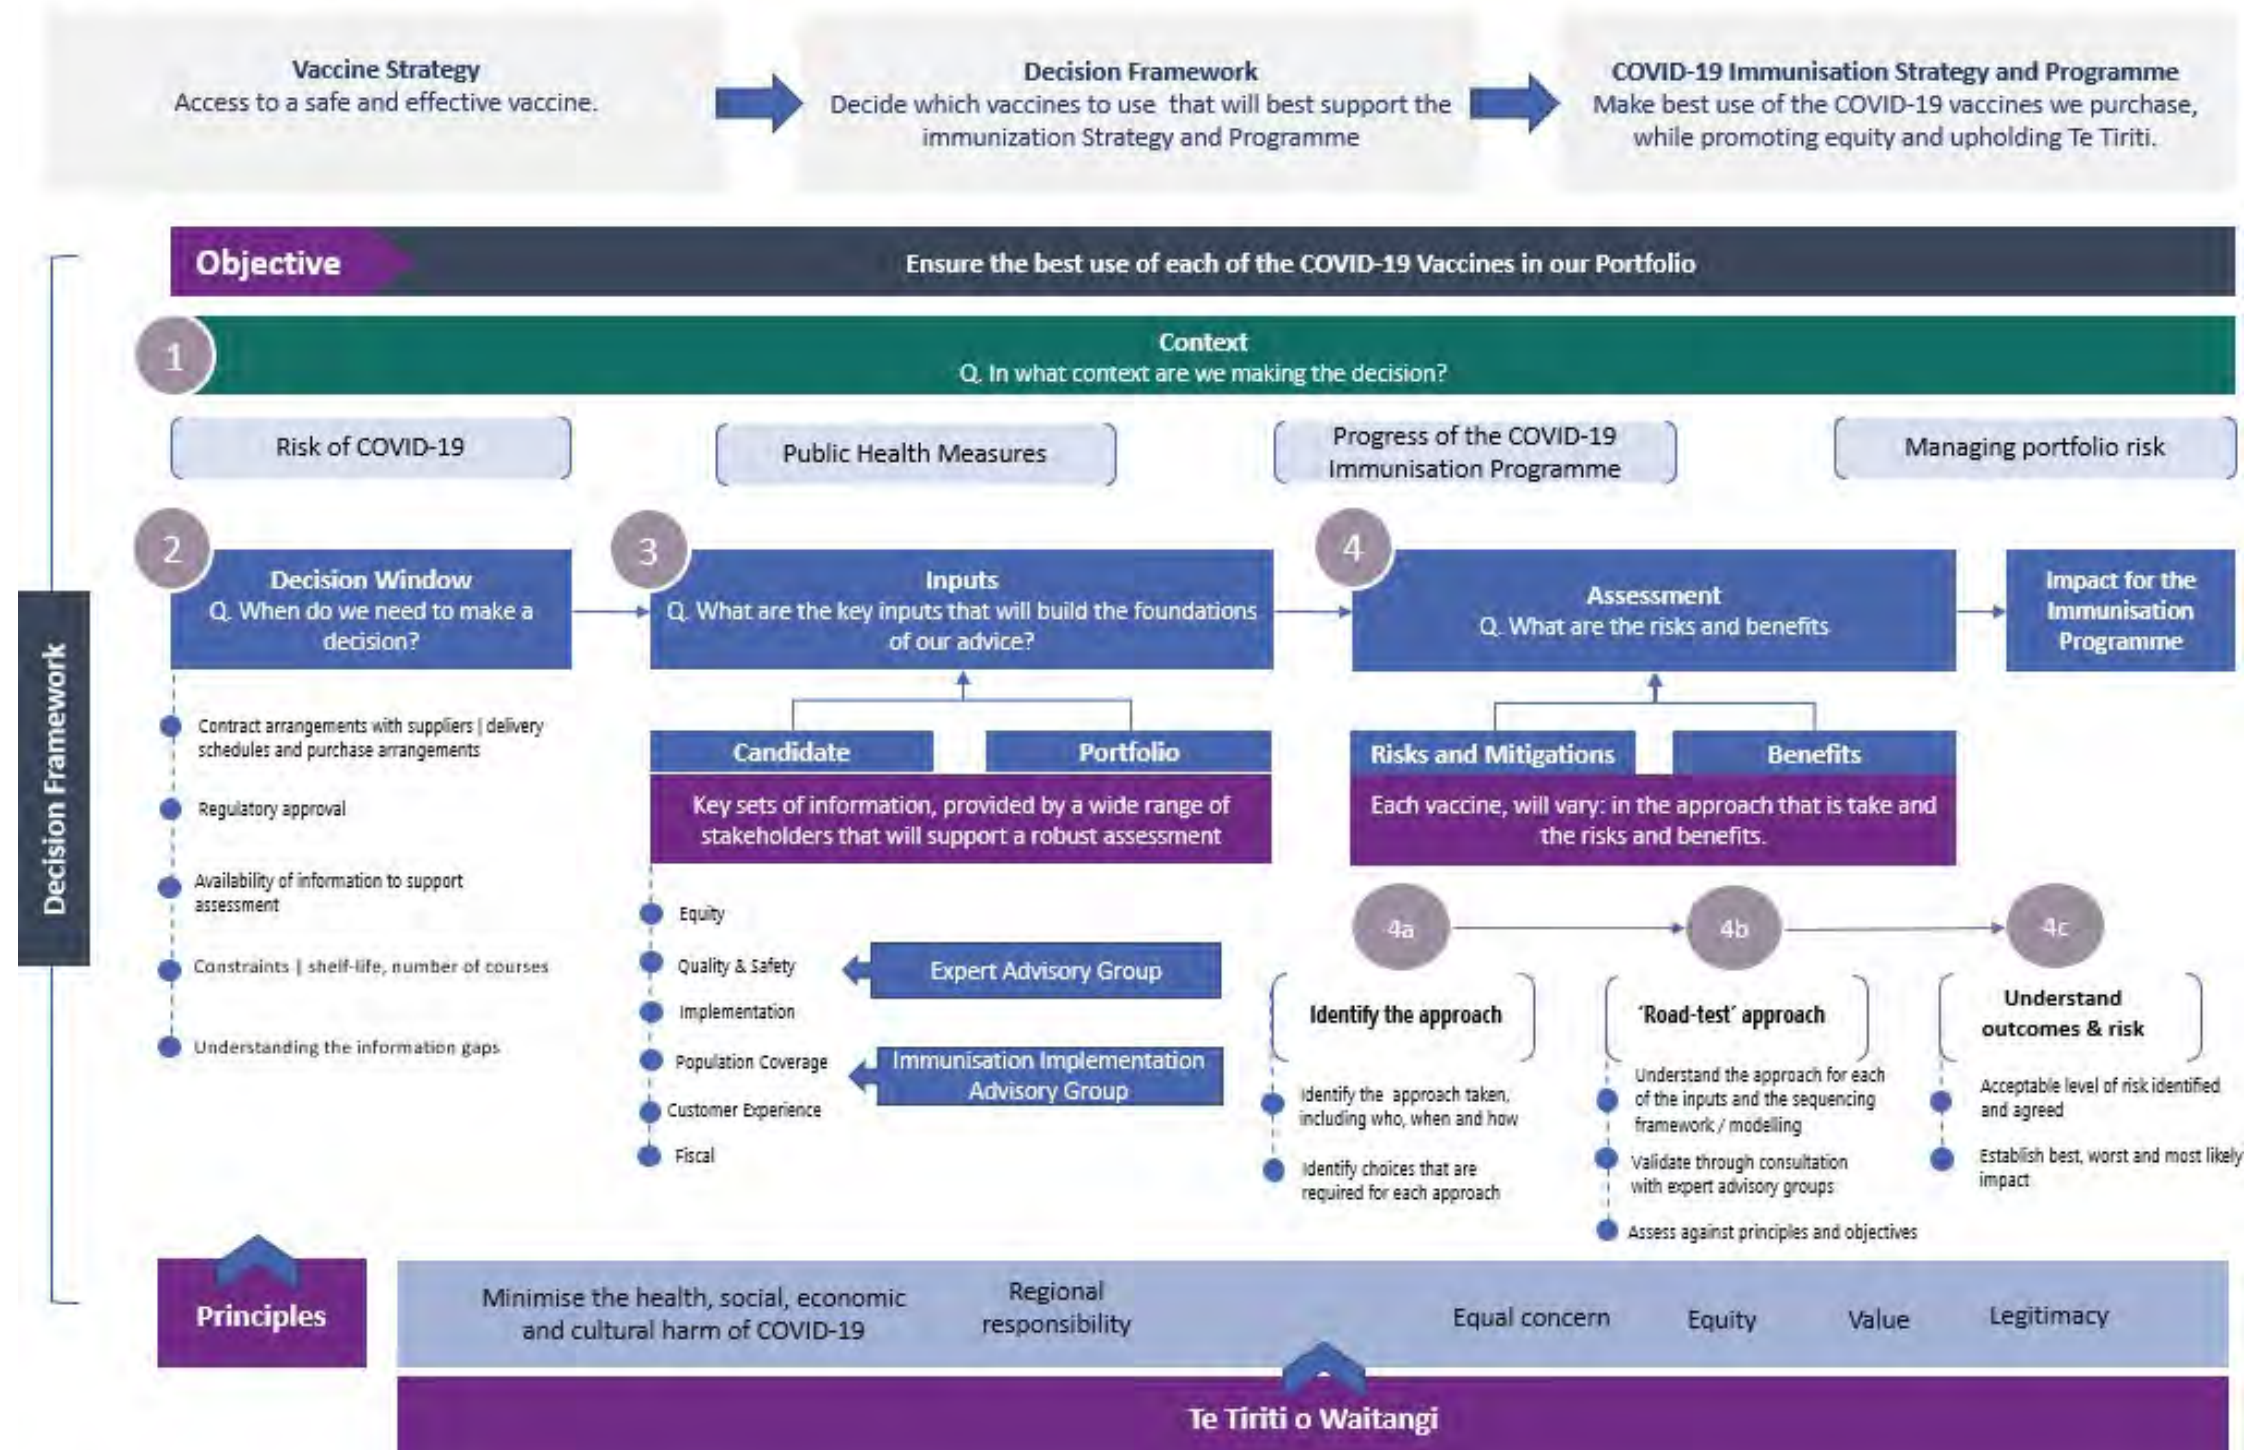 Vaccine Strategy
Access to a safe and effective vaccine.
Decision Framework
Decide which vaccines to use that will best support the
immunization Strategy and Programme
COVID-19 Immunisation Strategy and Programme
Make best use of the COVID-19 vaccines we purchase,
while promoting equity and upholding Te Tiriti.
Decision Framework
Objective
Ensure the best use of each of the COVID-19 Vaccines in our Portfolio
1
Context
Q. In what context are we making the decision?
Risk of COVID-19
Public Health Measures
Progress of the COVID-19
Immunisation Programme
Managing portfolio risk
2
Decision Window
Q. When do we need to make a
decision?
Contract arrangements with suppliers | delivery
schedules and purchase arrangements
Regulatory approval
Availability of information to support
assessment
Constraints | shelf-life, number of courses
Understanding the information gaps
3
Inputs
Q. What are the key inputs that will build the foundations
of our advice?
Candidate
Portfolio
Key sets of information, provided by a wide range of
stakeholders that will support a robust assessment
Equity
Quality & Safety
Implementation
Population Coverage
Customer Experience
Fiscal
Expert Advisory Group
Immunisation Implementation
Advisory Group
4
Assessment
Q. What are the risks and benefits
Impact for the
Immunisation
Programme
Risks and Mitigations
Benefits
Each vaccine, will vary: in the approach that is take and
the risks and benefits.
4a
Identify the approach
Identify the approach taken,
including who, when and how
Identify choices that are
required for each approach
4b
'Road-test' approach
Understand the approach for each
of the inputs and the sequencing
framework / modelling
Validate through consultation
with expert advisory groups
Assess against principles and objectives
4c
Understand
outcomes & risk
Acceptable level of risk identified
and agreed
Establish best, worst and most likely
impact
Principles
Minimise the health, social, economic
and cultural harm of COVID-19
Regional
responsibility
Equal concern
Equity
Value
Legitimacy
Te Tiriti o Waitangi